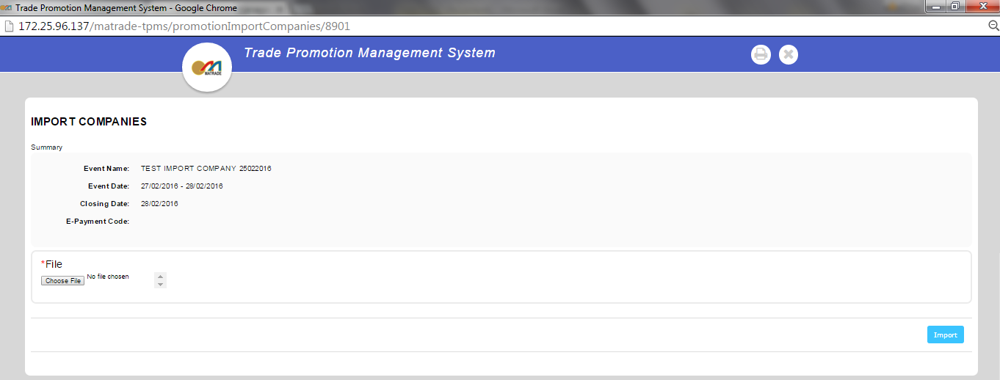 Trade Promotion Management System - Google Chrome
172.25.96.137/matrade-tpms/promotionImportCompanies/8901
MATRADE
Trade Promotion Management System
IMPORT COMPANIES
Summary
Event Name: TEST IMPORT COMPANY 25022016
Event Date: 27/02/2016 - 28/02/2016
Closing Date: 28/02/2016
E-Payment Code:
*File
Choose File No file chosen
Import